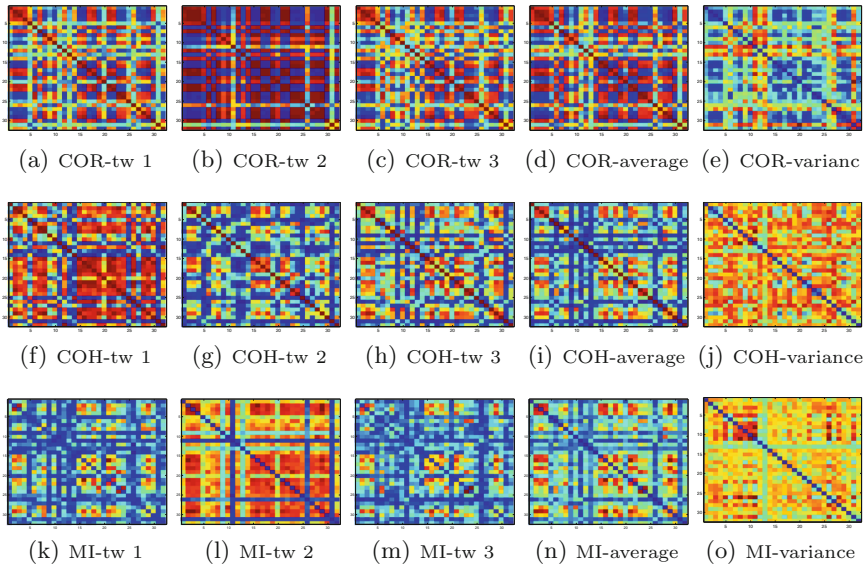 (a) COR-tw 1 (b) COR-tw 2 (c) COR-tw 3 (d) COR-average (e) COR-varianc
(f) COH-tw 1 (g) COH-tw 2 (h) COH-tw 3 (i) COH-average (j) COH-variance
(k) MI-tw 1 (l) MI-tw 2 (m) MI-tw 3 (n) MI-average (o) MI-variance